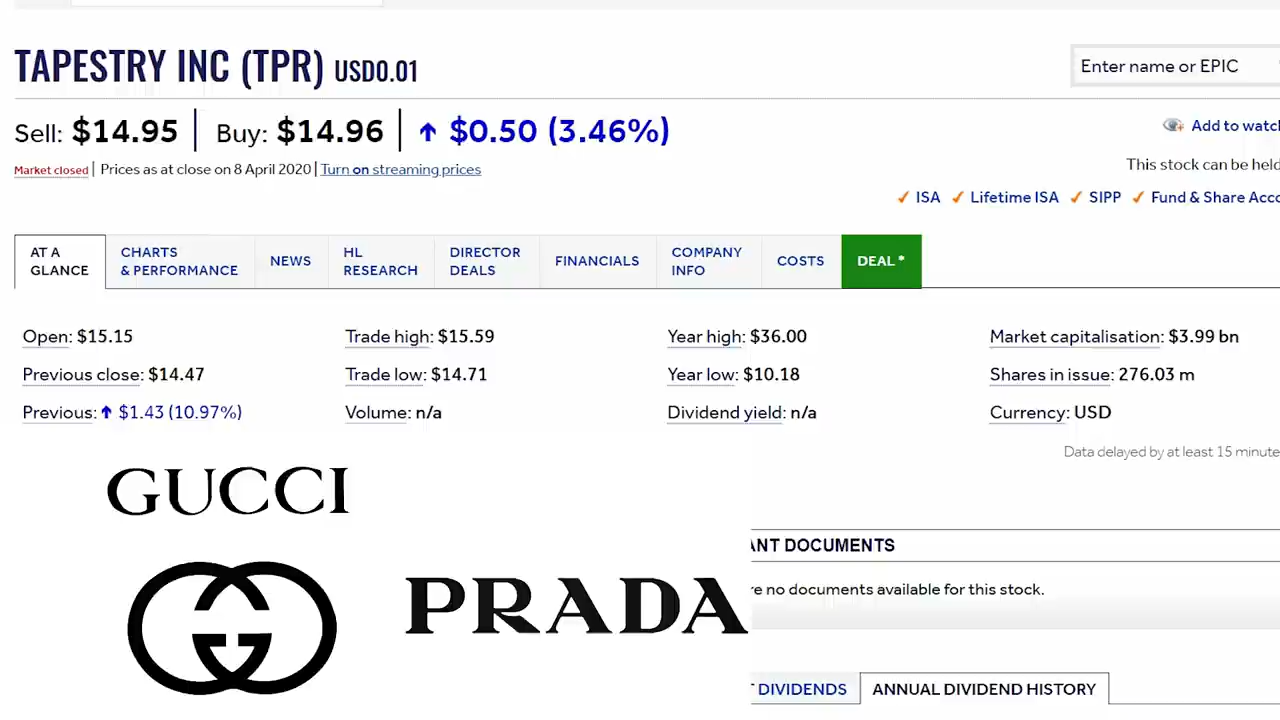 TAPESTRY INC (TPR) USD0.01
Enter name or EPIC
Sell: $14.95 | Buy: $14.96 | $0.50 (3.46%)
Add to watch
Market closed | Prices as at close on 8 April 2020 | Turn on streaming prices
This stock can be held
ISA Lifetime ISA SIPP Fund & Share Acco
AT A GLANCE
CHARTS & PERFORMANCE
NEWS
HL RESEARCH
DIRECTOR DEALS
FINANCIALS
COMPANY INFO
COSTS
DEAL *
Open: $15.15
Trade high: $15.59
Year high: $36.00
Market capitalisation: $3.99 bn
Previous close: $14.47
Trade low: $14.71
Year low: $10.18
Shares in issue: 276.03 m
Previous: $1.43 (10.97%)
Volume: n/a
Dividend yield: n/a
Currency: USD
Data delayed by at least 15 minute
GUCCI
PRADA
ANT DOCUMENTS
re no documents available for this stock.
T DIVIDENDS
ANNUAL DIVIDEND HISTORY